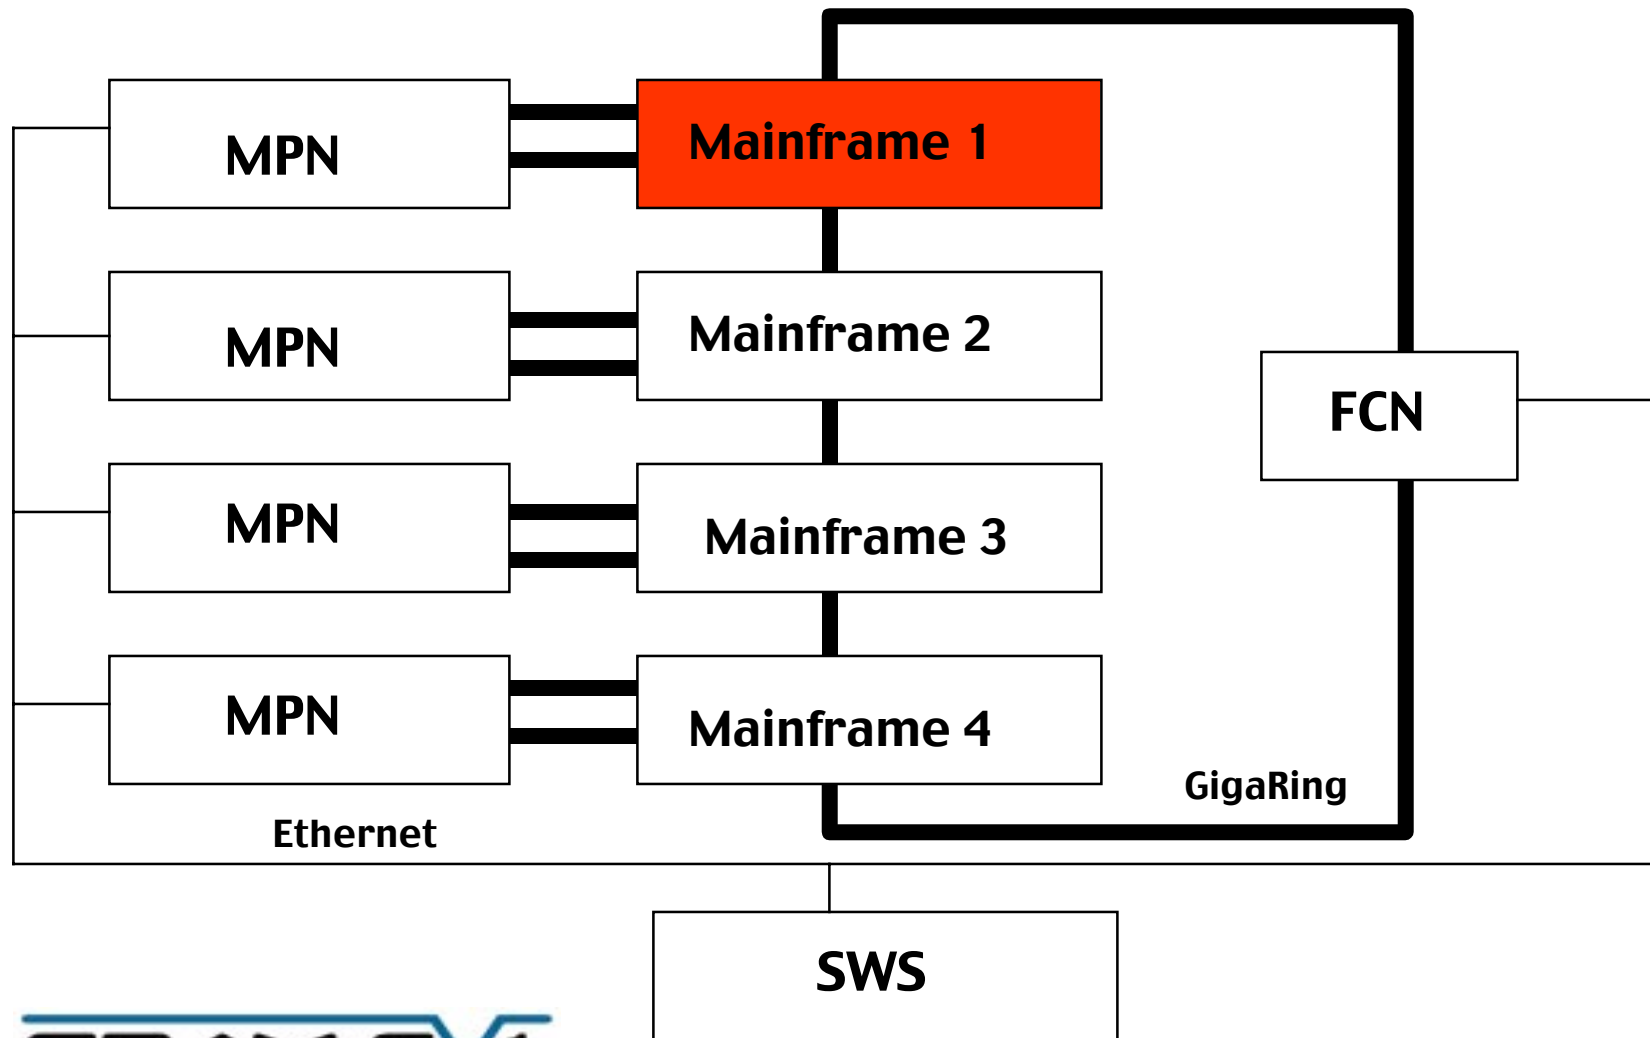 MPN
Mainframe 1
MPN
Mainframe 2
FCN
MPN
Mainframe 3
MPN
Mainframe 4
GigaRing
Ethernet
SWS